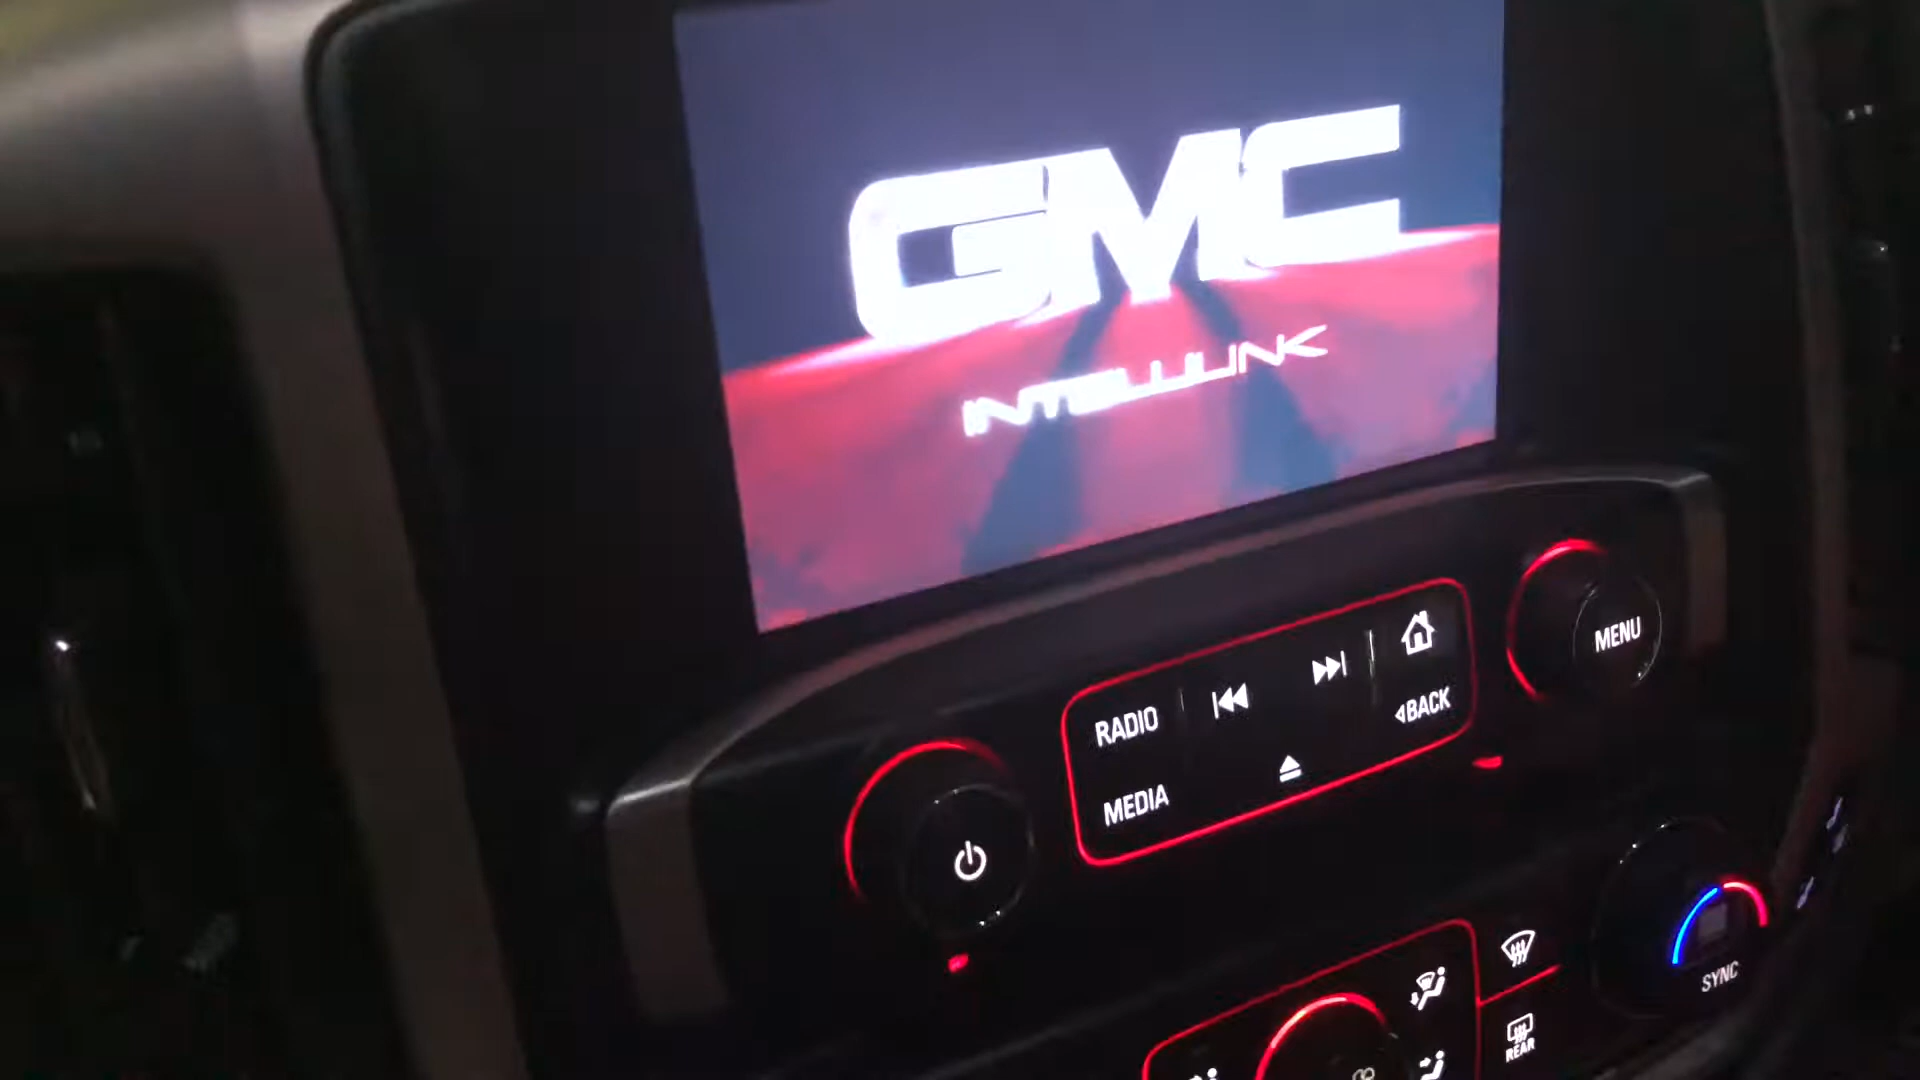 GMC
INTELLILINK
RADIO
MEDIA
BACK
MENU
SYNC
REAR